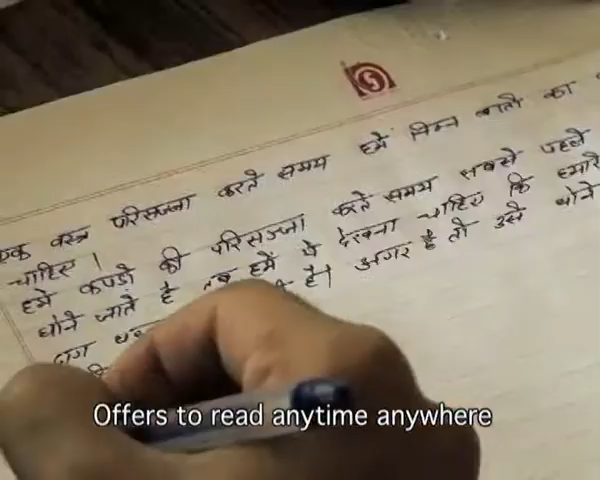 एक वस्त्र परिसज्जा करते समय हमें निम्न बातों का
चाहिए।
हमें कपड़ो की परिसज्जा करते समय सबसे पहले
धोने जाते है तब हमें ये देखना चाहिए कि हमारे
दाग है। अगर है तो उसे धोने
Offers to read anytime anywhere